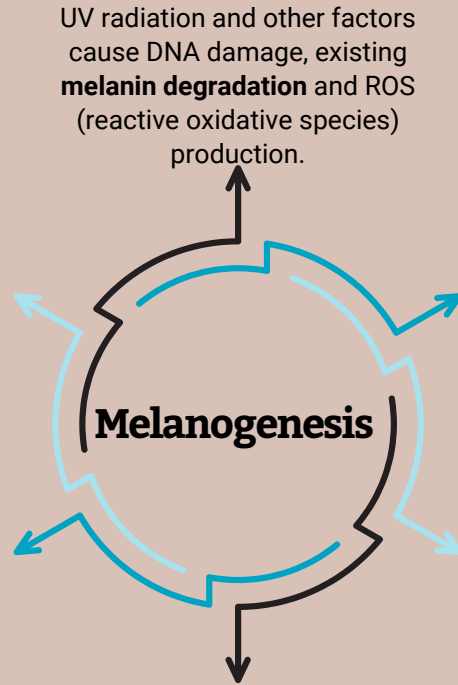 UV radiation and other factors
cause DNA damage, existing
melanin degradation and ROS
(reactive oxidative species)
production.
Melanogenesis